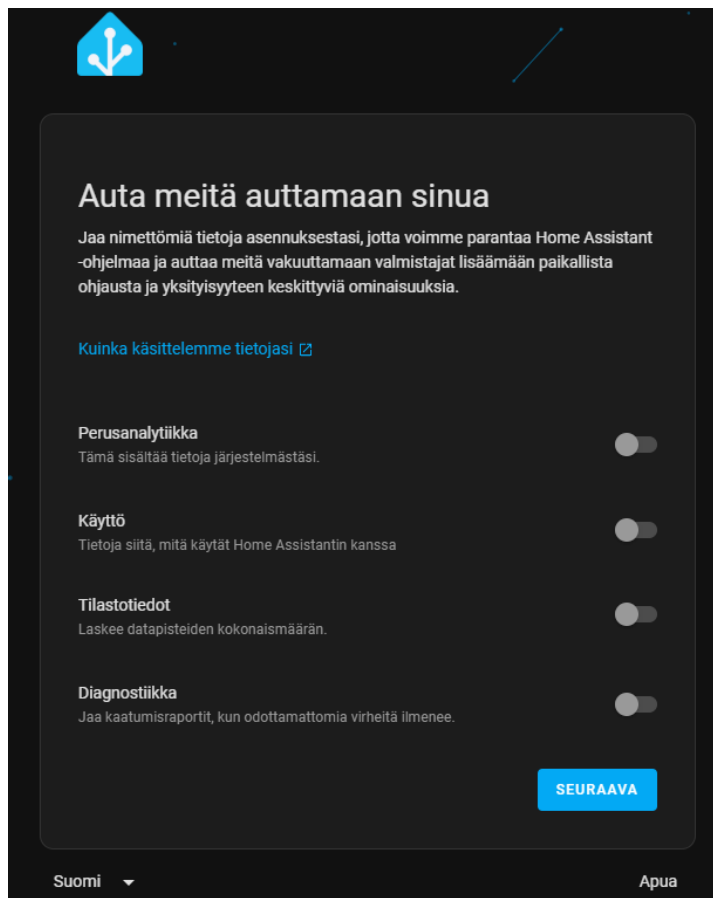 Auta meitä auttamaan sinua
Jaa nimettömiä tietoja asennuksestasi, jotta voimme parantaa Home Assistant
-ohjelmaa ja auttaa meitä vakuuttamaan valmistajat lisäämään paikallista
ohjausta ja yksityisyyteen keskittyviä ominaisuuksia.
Kuinka käsittelemme tietojasi
Perusanalytiikka
Tämä sisältää tietoja järjestelmästäsi.
Käyttö
Tietoja siitä, mitä käytät Home Assistantin kanssa
Tilastotiedot
Laskee datapisteiden kokonaismäärän.
Diagnostiikka
Jaa kaatumisraportit, kun odottamattomia virheitä ilmenee.
SEURAAVA
Suomi
Apua